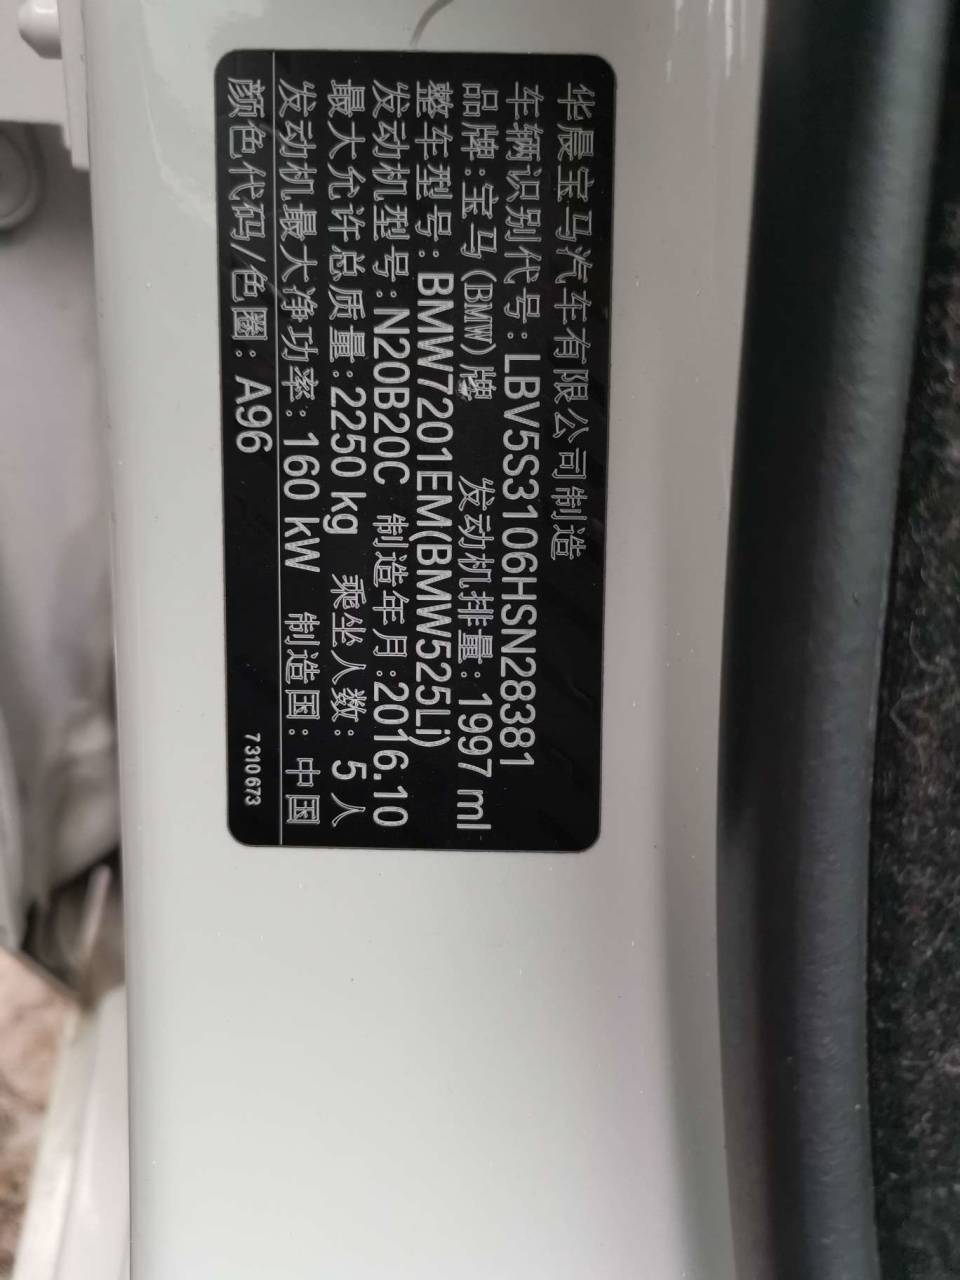 华晨宝马汽车有限公司制造
车辆识别代号:LBV5S3106HSN28381
品牌:宝马(BMW)牌 发动机排量:1997 ml
整车型号:BMW7201EM(BMW525Li)
发动机型号:N20B20C 制造年月:2016.10
最大允许总质量:2250 kg 乘坐人数:5人
发动机最大净功率:160 kW 制造国:中国
颜色代码/色圈:A96 7310673